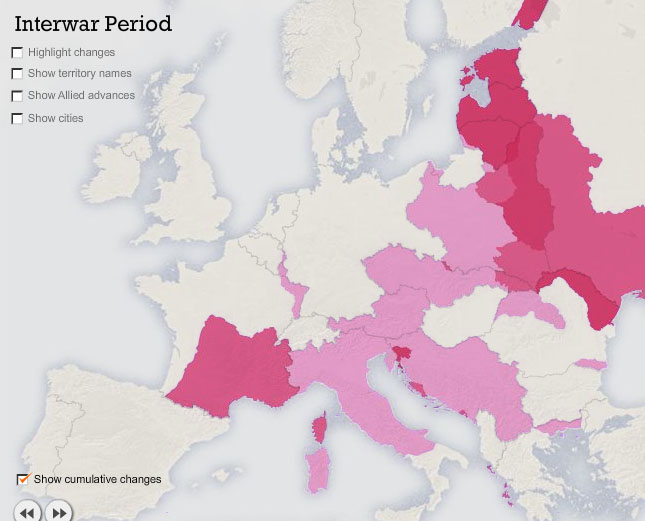 Interwar Period
Highlight changes
Show territory names
Show Allied advances
Show cities
Show cumulative changes